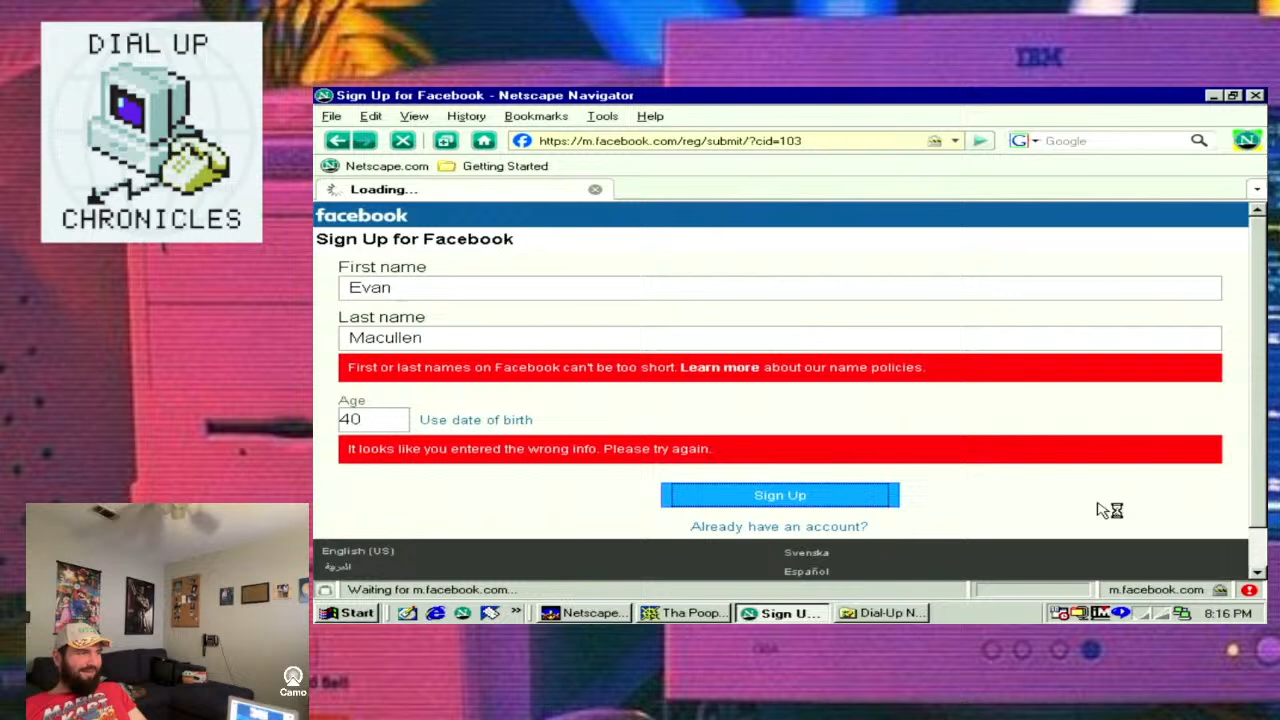 DIAL UP
CHRONICLES
IBM
Sign Up for Facebook - Netscape Navigator
File Edit View History Bookmarks Tools Help
https://m.facebook.com/reg/submit/?cid=103
G Google
Netscape.com Getting Started
Loading...
facebook
Sign Up for Facebook
First name
Evan
Last name
Macullen
First or last names on Facebook can't be too short. Learn more about our name policies.
Age
40 Use date of birth
It looks like you entered the wrong info. Please try again.
Sign Up
Already have an account?
English (US) Svenska
العربية Español
Waiting for m.facebook.com... m.facebook.com
Start Netscape... Tha Poop... Sign U... Dial-Up N... 8:16 PM
Camo
MARIO